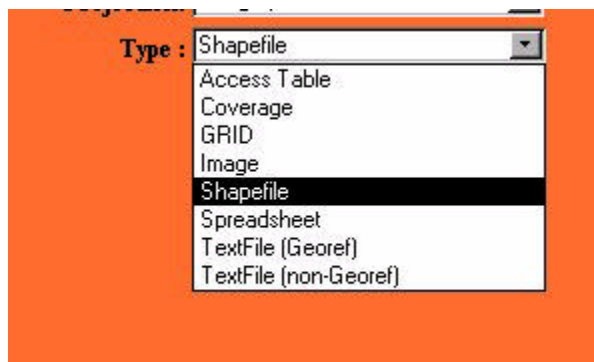 Type : Shapefile
Access Table
Coverage
GRID
Image
Shapefile
Spreadsheet
TextFile (Georef)
TextFile (non-Georef)